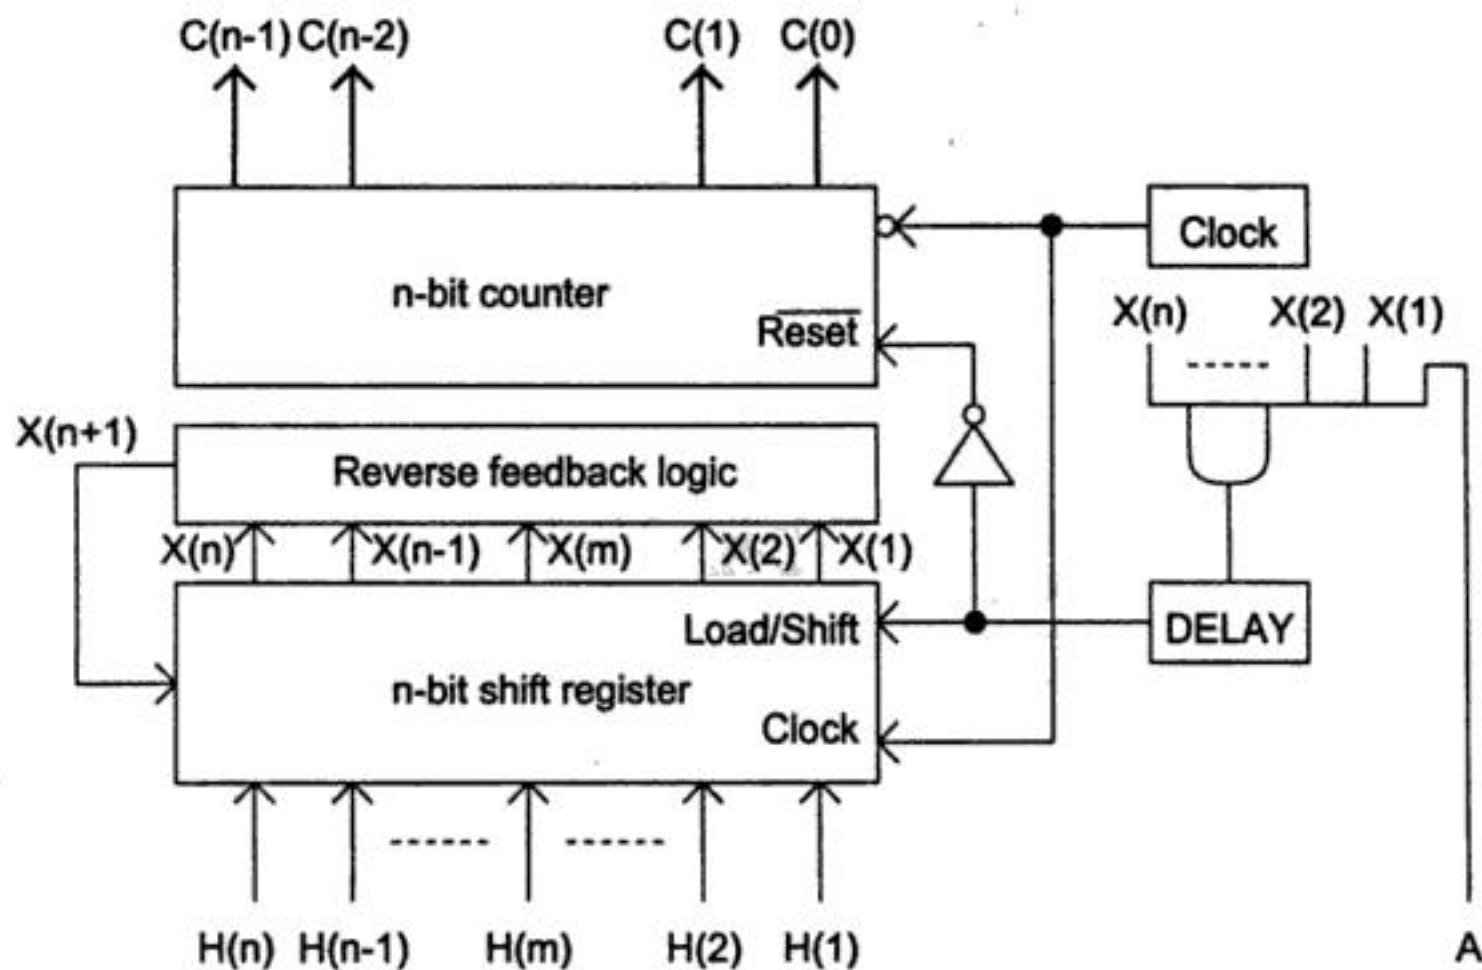 C(n-1) C(n-2) C(1) C(0)
Clock
n-bit counter
X(n) X(2) X(1)
Reset
X(n+1)
Reverse feedback logic
X(n) X(n-1) X(m) X(2) X(1)
Load/Shift
DELAY
n-bit shift register
Clock
H(n) H(n-1) H(m) H(2) H(1) A